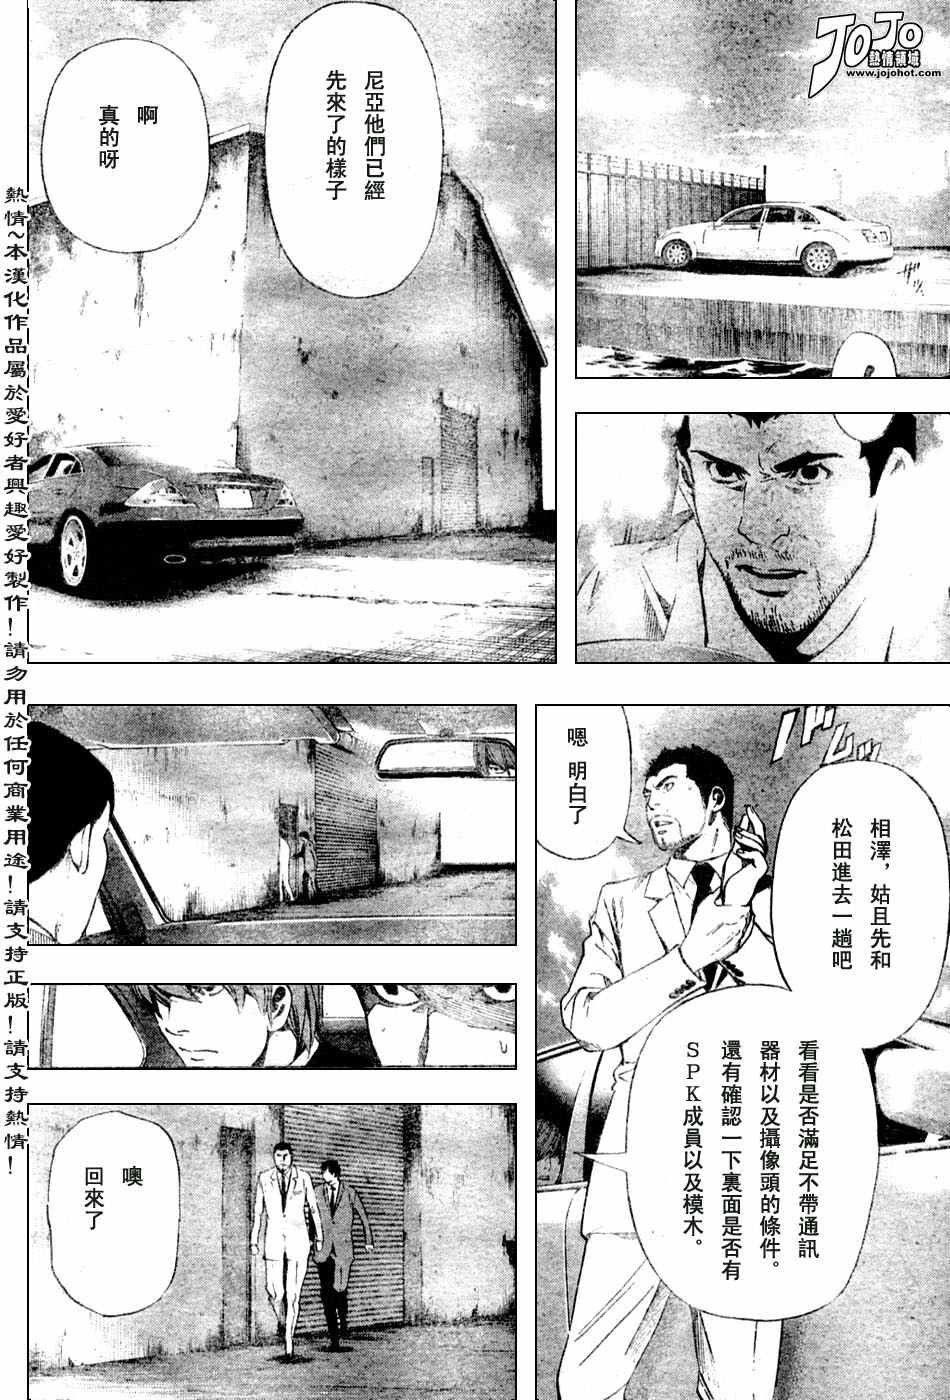 JOJO
熱情領域
www.jojohot.com
尼亞他們已經
先來了的樣子
啊
真的呀
相澤，姑且先和
松田進去一趟吧
看看是否滿足不帶通訊
器材以及攝像頭的條件。
還有確認一下裏面是否有
SPK成員以及模木。
嗯 明白了
噢
回來了
熱情~本漢化作品屬於愛好者興趣愛好製作！請勿用於任何商業用途！請支持正版！請支持熱情！